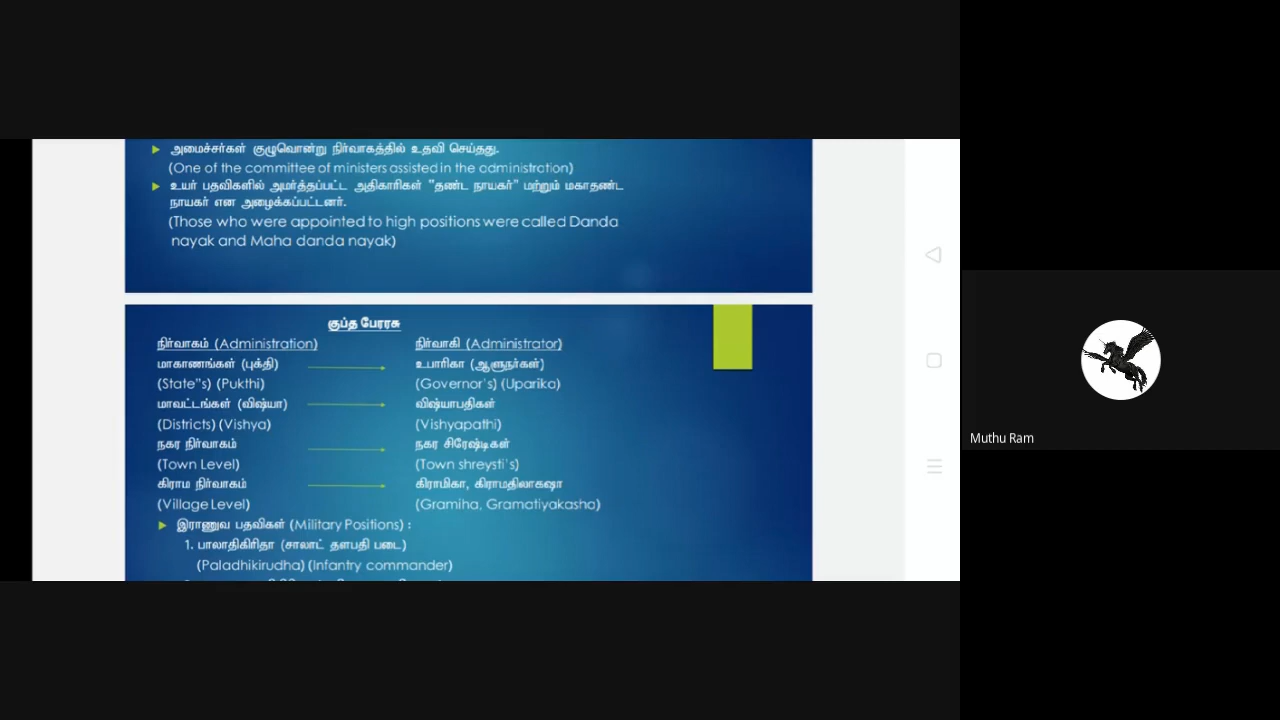 அமைச்சர்கள் குழுவொன்று நிர்வாகத்தில் உதவி செய்தது.
(One of the committee of ministers assisted in the administration)
உயர் பதவிகளில் அமர்த்தப்பட்ட அதிகாரிகள் "தண்ட நாயகர்" மற்றும் மகாதண்ட
நாயகர் என அழைக்கப்பட்டனர்.
(Those who were appointed to high positions were called Danda
nayak and Maha danda nayak)
குப்த பேரரசு
நிர்வாகம் (Administration) நிர்வாகி (Administrator)
மாகாணங்கள் (புக்தி) உபாரிகா (ஆளுநர்கள்)
(State"s) (Pukthi) (Governor's) (Uparika)
மாவட்டங்கள் (விஷ்யா) விஷ்யாபதிகள்
(Districts) (Vishya) (Vishyapathi)
நகர நிர்வாகம் நகர சிரேஷ்டிகள்
(Town Level) (Town shreysti's)
கிராம நிர்வாகம் கிராமிகா, கிராமதிலாகஷா
(Village Level) (Gramiha, Gramatiyakasha)
இராணுவ பதவிகள் (Military Positions) :
1. பாலாதிகிரிதா (சாலாட் தளபதி படை)
(Paladhikirudha) (Infantry commander)
Muthu Ram